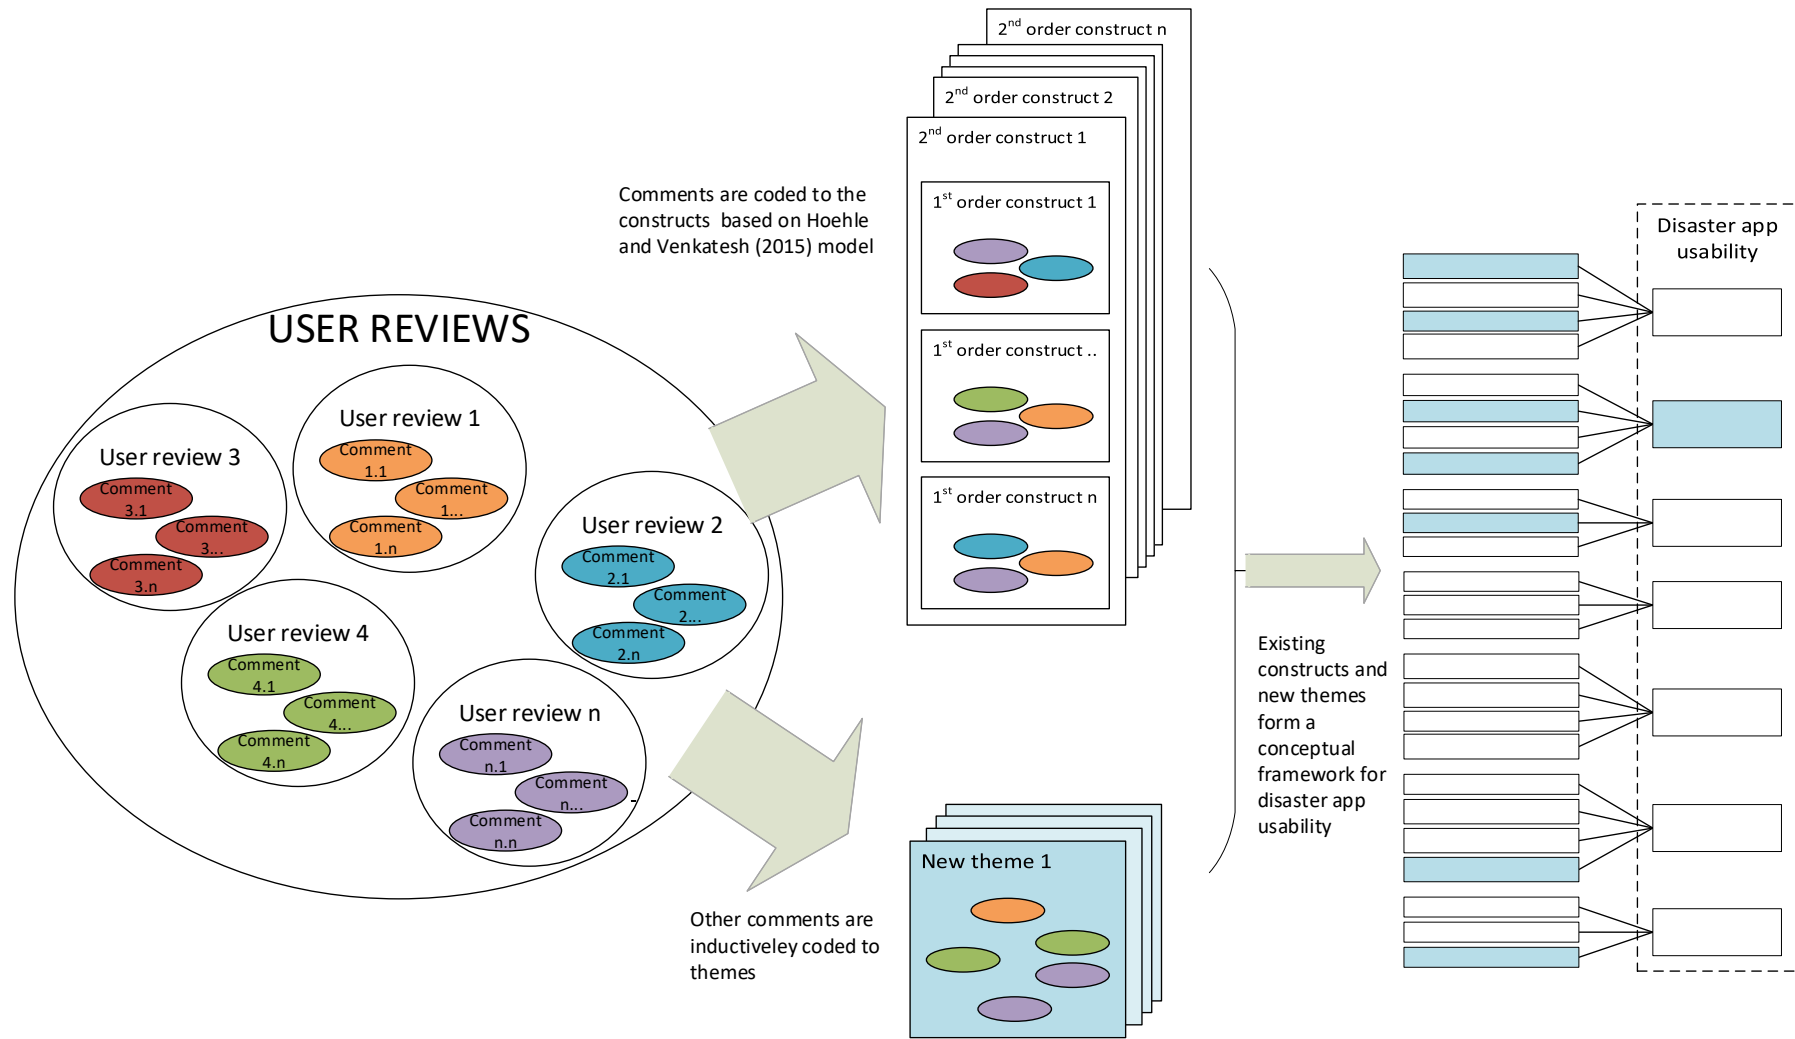 USER REVIEWS
User review 1
Comment
1.1
Comment
1...
Comment
1.n
User review 3
Comment
3.1
Comment
3...
Comment
3.n
User review 2
Comment
2.1
Comment
2...
Comment
2.n
User review 4
Comment
4.1
Comment
4...
Comment
4.n
User review n
Comment
n.1
Comment
n...
Comment
n.n
Comments are coded to the
constructs based on Hoehle
and Venkatesh (2015) model
Other comments are
inductiveley coded to
themes
2nd order construct n
2nd order construct 2
2nd order construct 1
1st order construct 1
1st order construct ..
1st order construct n
New theme 1
Existing
constructs and
new themes
form a
conceptual
framework for
disaster app
usability
Disaster app
usability